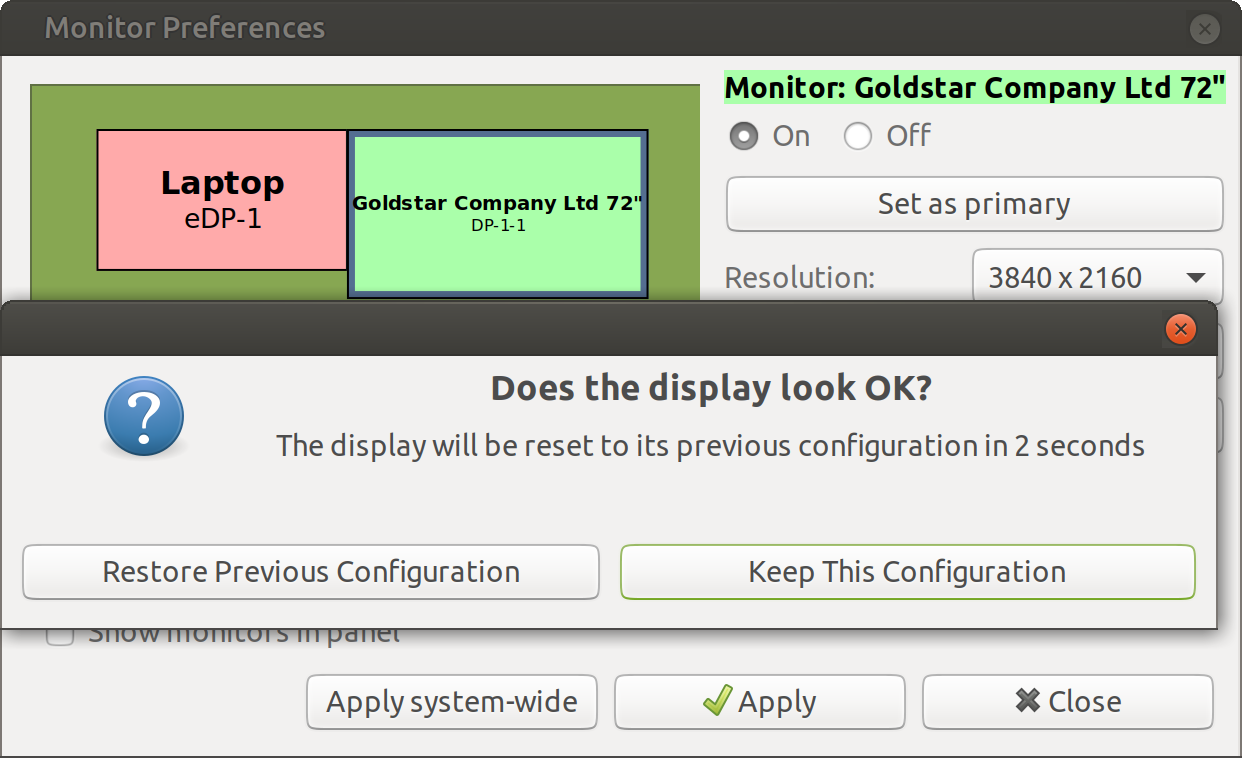 Monitor Preferences
Monitor: Goldstar Company Ltd 72"
Laptop
eDP-1
Goldstar Company Ltd 72"
DP-1-1
On
Off
Set as primary
Resolution:
3840 x 2160
Does the display look OK?
The display will be reset to its previous configuration in 2 seconds
Restore Previous Configuration
Keep This Configuration
Show monitors in panel
Apply system-wide
Apply
Close